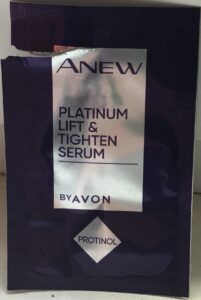 ANEW
PLATINUM
LIFT &
TIGHTEN
SERUM
BY AVON
PROTINOL